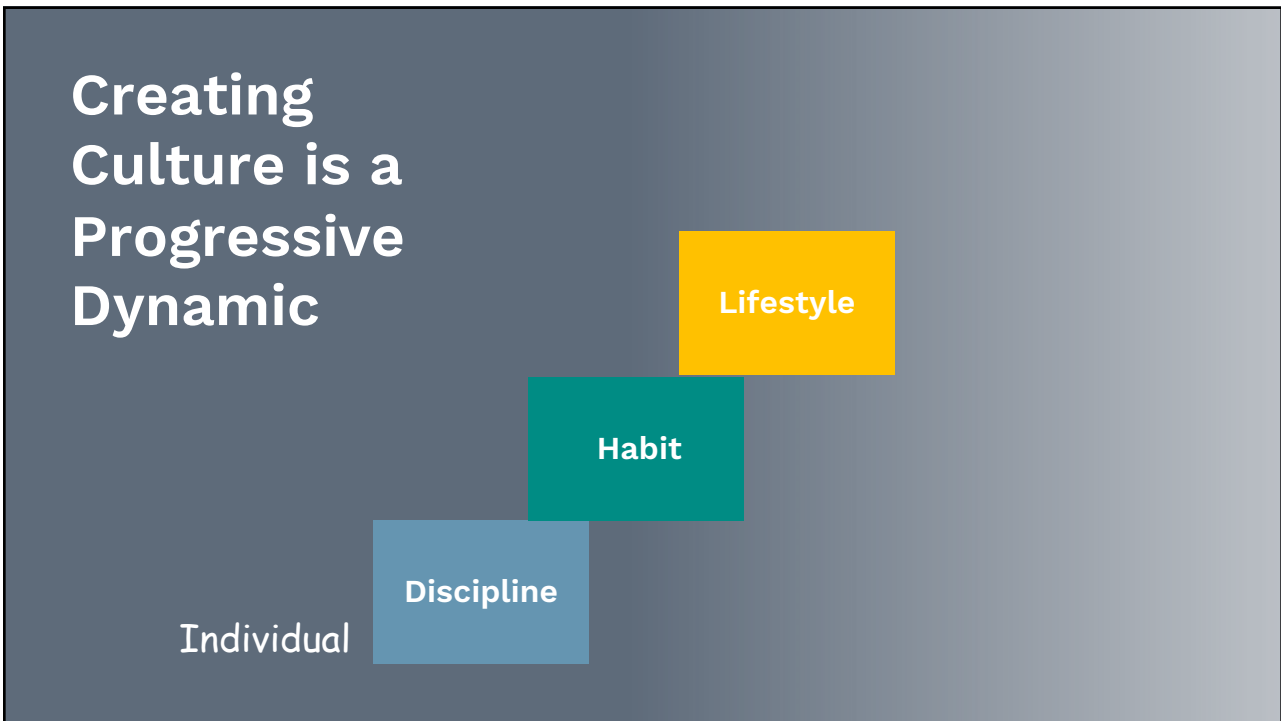 Creating
Culture is a
Progressive
Dynamic
Lifestyle
Habit
Discipline
Individual